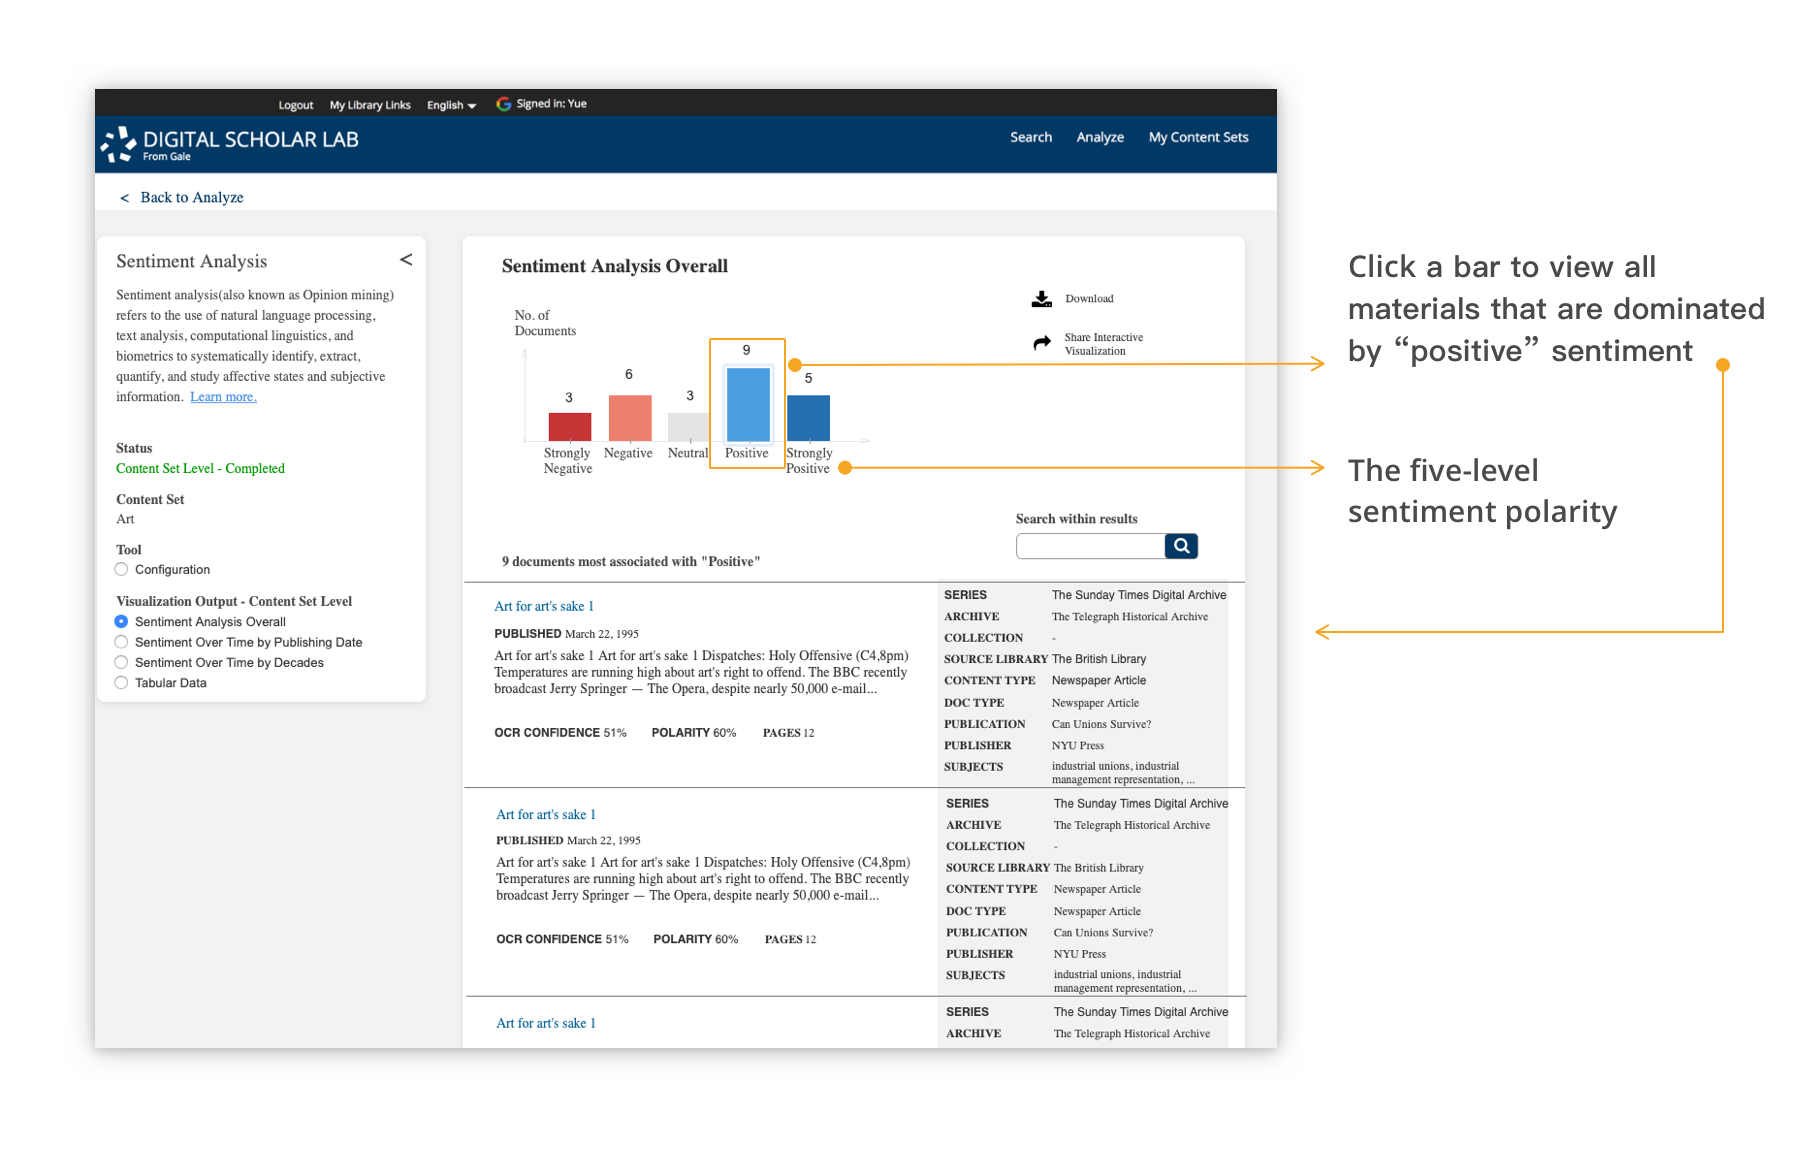 Logout My Library Links English Signed in: Yue
DIGITAL SCHOLAR LAB
From Gale
Search Analyze My Content Sets
< Back to Analyze
Sentiment Analysis <
Sentiment analysis(also known as Opinion mining)
refers to the use of natural language processing,
text analysis, computational linguistics, and
biometrics to systematically identify, extract,
quantify, and study affective states and subjective
information. Learn more.
Status
Content Set Level - Completed
Content Set
Art
Tool
Configuration
Visualization Output - Content Set Level
Sentiment Analysis Overall
Sentiment Over Time by Publishing Date
Sentiment Over Time by Decades
Tabular Data
Sentiment Analysis Overall
Download
Share Interactive
Visualization
No. of
Documents
3 6 3 9 5
Strongly Negative Negative Neutral Positive Strongly Positive
Search within results
9 documents most associated with "Positive"
Art for art's sake 1
PUBLISHED March 22, 1995
Art for art's sake 1 Art for art's sake 1 Dispatches: Holy Offensive (C4,8pm)
Temperatures are running high about art's right to offend. The BBC recently
broadcast Jerry Springer — The Opera, despite nearly 50,000 e-mail...
OCR CONFIDENCE 51% POLARITY 60% PAGES 12
SERIES The Sunday Times Digital Archive
ARCHIVE The Telegraph Historical Archive
COLLECTION -
SOURCE LIBRARY The British Library
CONTENT TYPE Newspaper Article
DOC TYPE Newspaper Article
PUBLICATION Can Unions Survive?
PUBLISHER NYU Press
SUBJECTS industrial unions, industrial
management representation, ...
Art for art's sake 1
PUBLISHED March 22, 1995
Art for art's sake 1 Art for art's sake 1 Dispatches: Holy Offensive (C4,8pm)
Temperatures are running high about art's right to offend. The BBC recently
broadcast Jerry Springer — The Opera, despite nearly 50,000 e-mail...
OCR CONFIDENCE 51% POLARITY 60% PAGES 12
SERIES The Sunday Times Digital Archive
ARCHIVE The Telegraph Historical Archive
COLLECTION -
SOURCE LIBRARY The British Library
CONTENT TYPE Newspaper Article
DOC TYPE Newspaper Article
PUBLICATION Can Unions Survive?
PUBLISHER NYU Press
SUBJECTS industrial unions, industrial
management representation, ...
Art for art's sake 1
SERIES The Sunday Times Digital Archive
ARCHIVE The Telegraph Historical Archive
Click a bar to view all
materials that are dominated
by “positive” sentiment
The five-level
sentiment polarity